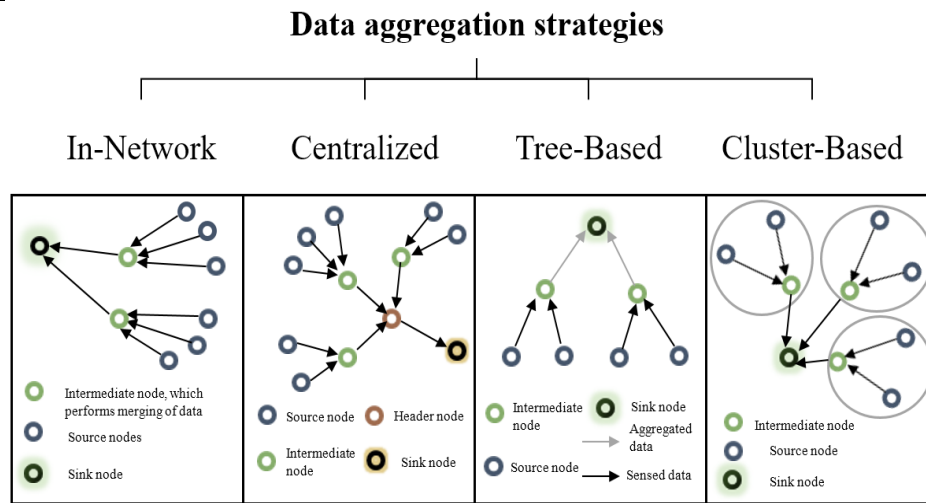 Data aggregation strategies
In-Network
Centralized
Tree-Based
Cluster-Based
Intermediate node, which
performs merging of data
Source nodes
Sink node
Source node
Header node
Intermediate
node
Sink node
Intermediate
node
Sink node
Aggregated
data
Source node
Sensed data
Intermediate node
Source node
Sink node